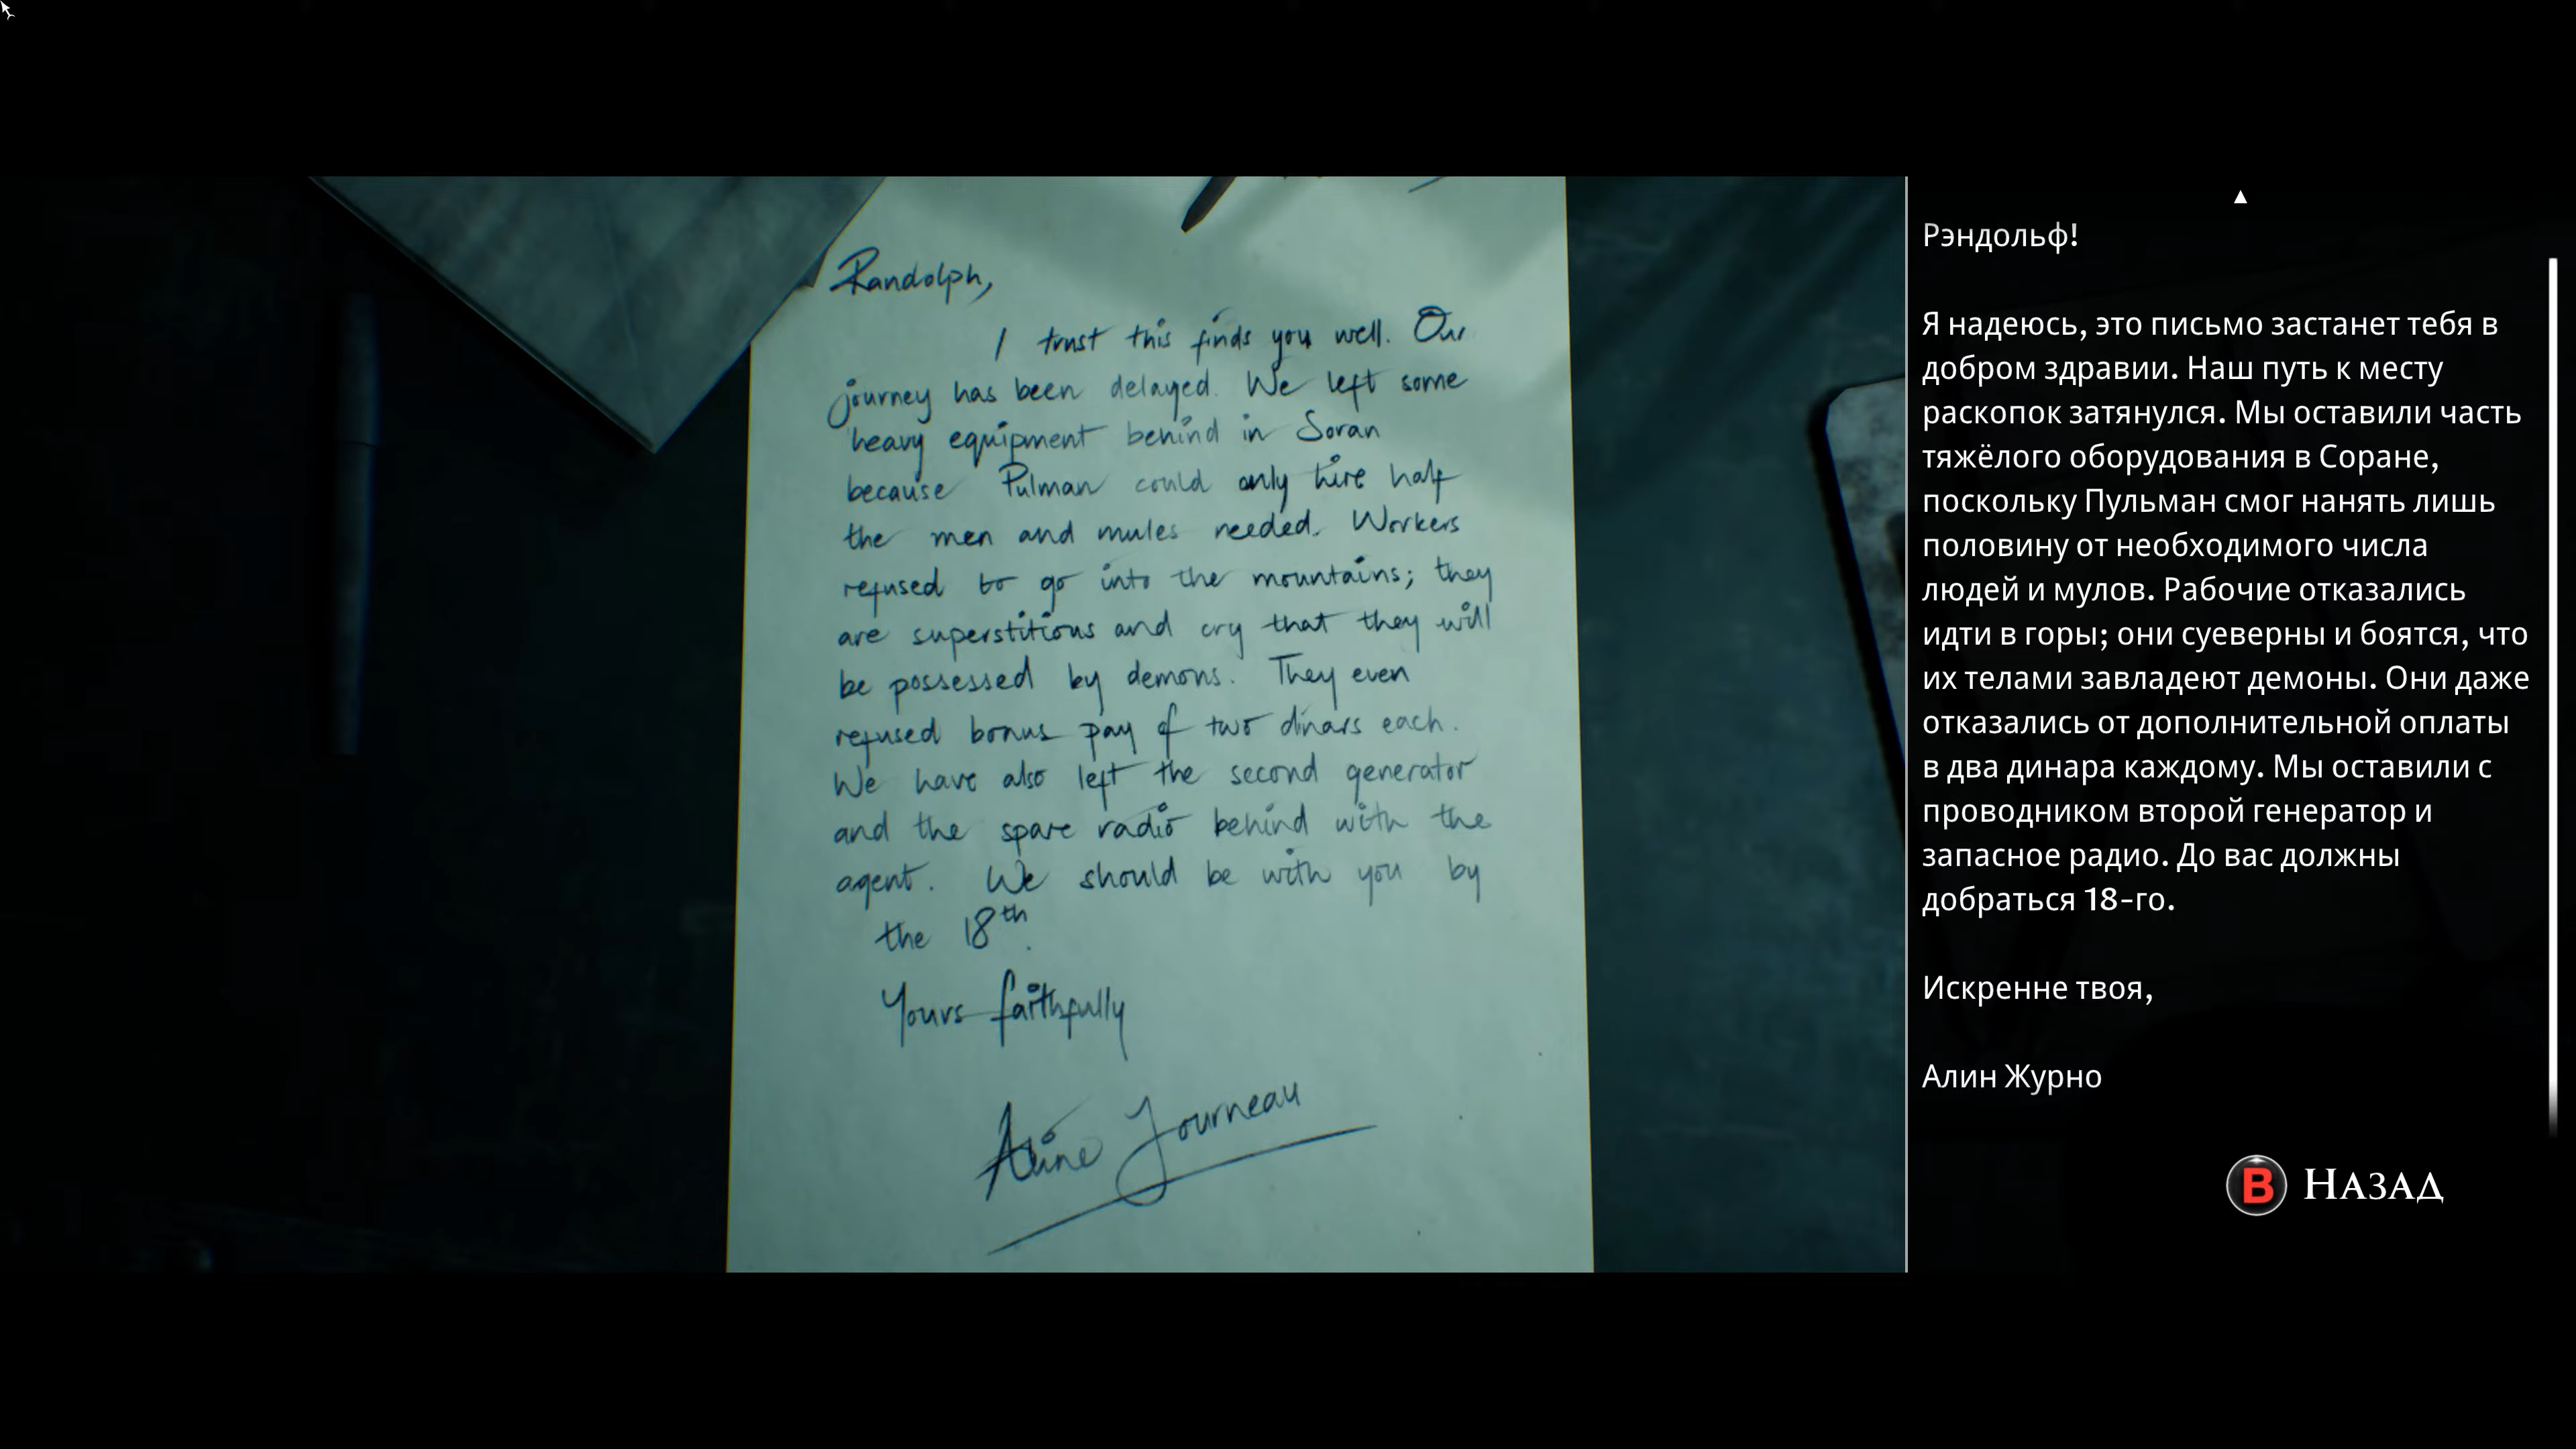 Randolph,
I trust this finds you well. Our
journey has been delayed. We left some
heavy equipment behind in Soran
because Pulman could only hire half
the men and mules needed. Workers
refused to go into the mountains; they
are superstitious and cry that they will
be possessed by demons. They even
refused bonus pay of two dinars each.
We have also left the second generator
and the spare radio behind with the
agent. We should be with you by
the 18th.
Yours faithfully
Aline Journeau
Рэндольф!
Я надеюсь, это письмо застанет тебя в
добром здравии. Наш путь к месту
раскопок затянулся. Мы оставили часть
тяжёлого оборудования в Соране,
поскольку Пульман смог нанять лишь
половину от необходимого числа
людей и мулов. Рабочие отказались
идти в горы; они суеверны и боятся, что
их телами завладеют демоны. Они даже
отказались от дополнительной оплаты
в два динара каждому. Мы оставили с
проводником второй генератор и
запасное радио. До вас должны
добраться 18-го.
Искренне твоя,
Алин Журно
B Назад